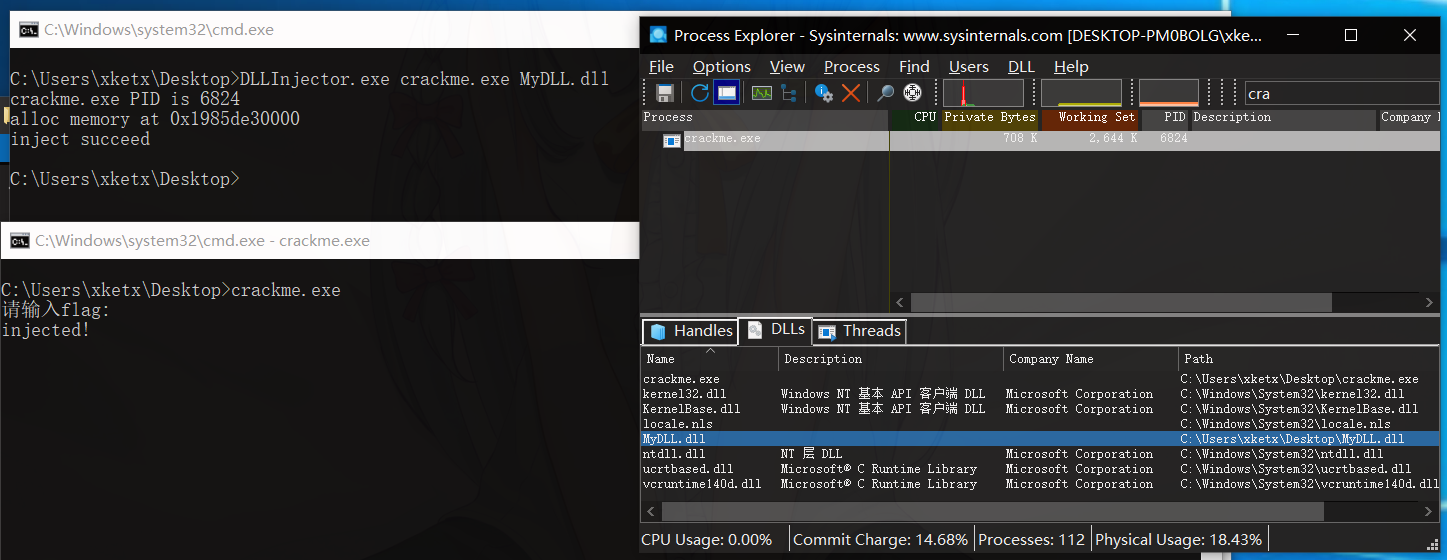 C:\Windows\system32\cmd.exe
C:\Users\xketx\Desktop>DLLInjector.exe crackme.exe MyDLL.dll
crackme.exe PID is 6824
alloc memory at 0x1985de30000
inject succeed
C:\Users\xketx\Desktop>
C:\Windows\system32\cmd.exe - crackme.exe
C:\Users\xketx\Desktop>crackme.exe
请输入flag:
injected!
Process Explorer - Sysinternals: www.sysinternals.com [DESKTOP-PM0BOLG\xke...
File Options View Process Find Users DLL Help
cra
Process CPU Private Bytes Working Set PID Description Company
crackme.exe 708 K 2,644 K 6824
Handles DLLs Threads
Name Description Company Name Path
crackme.exe C:\Users\xketx\Desktop\crackme.exe
kernel32.dll Windows NT 基本 API 客户端 DLL Microsoft Corporation C:\Windows\System32\kernel32.dll
KernelBase.dll Windows NT 基本 API 客户端 DLL Microsoft Corporation C:\Windows\System32\KernelBase.dll
locale.nls C:\Windows\System32\locale.nls
MyDLL.dll C:\Users\xketx\Desktop\MyDLL.dll
ntdll.dll NT 层 DLL Microsoft Corporation C:\Windows\System32\ntdll.dll
ucrtbased.dll Microsoft® C Runtime Library Microsoft Corporation C:\Windows\System32\ucrtbased.dll
vcruntime140d.dll Microsoft® C Runtime Library Microsoft Corporation C:\Windows\System32\vcruntime140d.dll
CPU Usage: 0.00% Commit Charge: 14.68% Processes: 112 Physical Usage: 18.43%